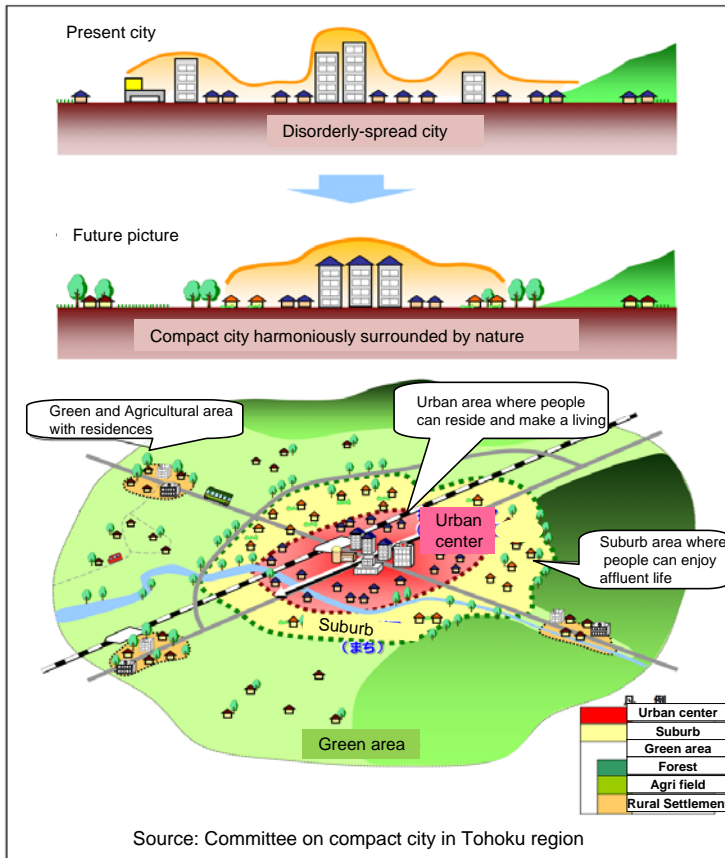 Present city
Disorderly-spread city
Future picture
Compact city harmoniously surrounded by nature
Green and Agricultural area
with residences
Urban area where people
can reside and make a living
Urban
center
Suburb area where
people can enjoy
affluent life
Suburb
(まち)
Green area
凡 例
Urban center
Suburb
Green area
Forest
Agri field
Rural Settlement
Source: Committee on compact city in Tohoku region